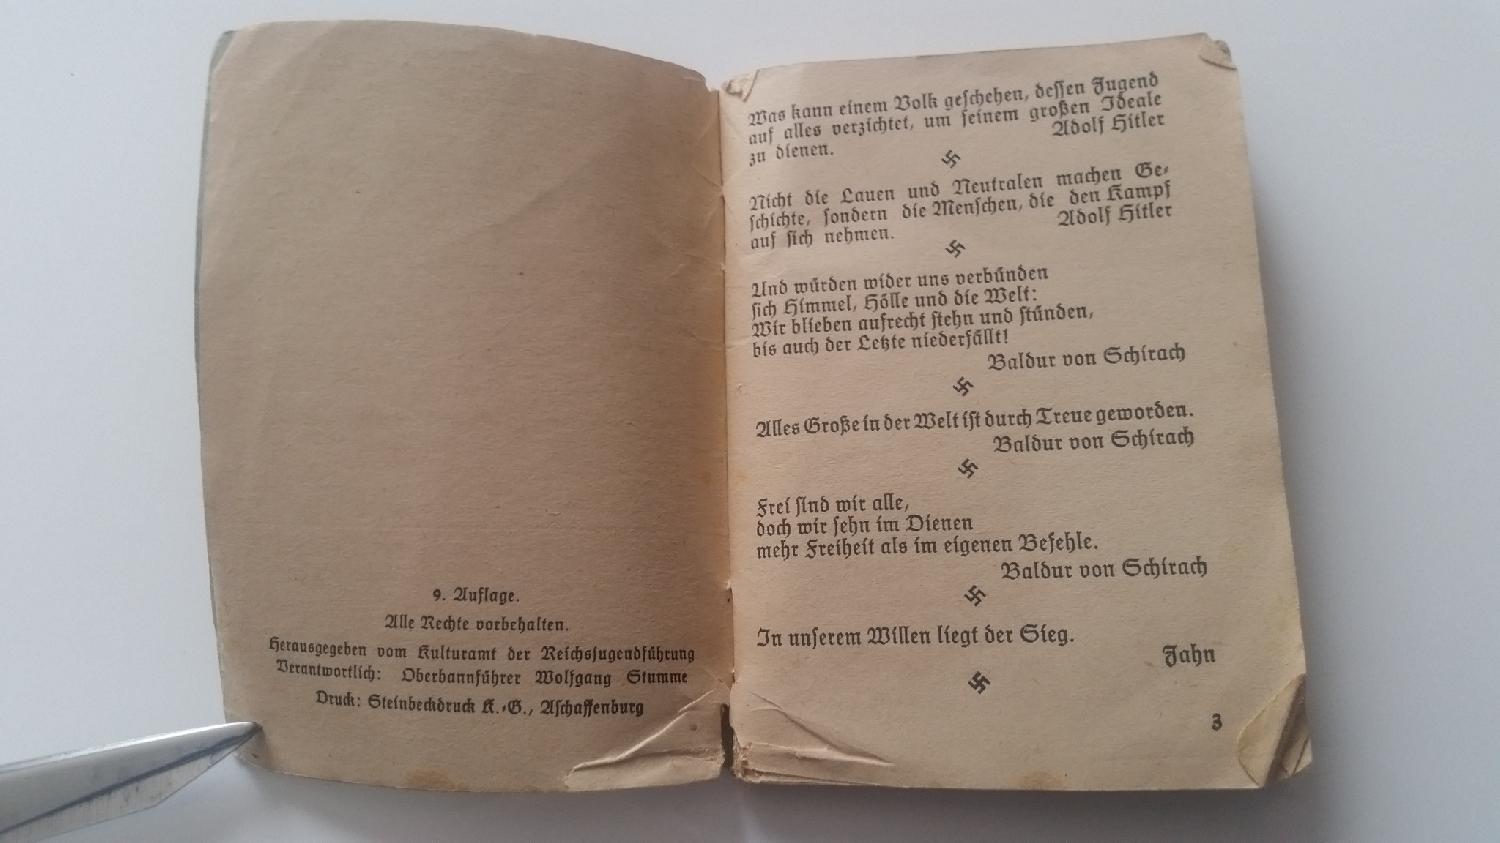 9. Auflage.
Alle Rechte vorbehalten.
Herausgegeben vom Kulturamt der Reichsjugendführung
Verantwortlich: Oberbannführer Wolfgang Stumme
Druck: Steinbeckdruck K.-G., Aschaffenburg
Was kann einem Volk geschehen, dessen Jugend
auf alles verzichtet, um seinem großen Ideale
zu dienen.
Adolf Hitler
Nicht die Lauen und Neutralen machen Ge-
schichte, sondern die Menschen, die den Kampf
auf sich nehmen.
Adolf Hitler
Und würden wider uns verbünden
sich Himmel, Hölle und die Welt:
Wir blieben aufrecht stehn und stünden,
bis auch der Letzte niederfällt!
Baldur von Schirach
Alles Große in der Welt ist durch Treue geworden.
Baldur von Schirach
Frei sind wir alle,
doch wir sehn im Dienen
mehr Freiheit als im eigenen Befehle.
Baldur von Schirach
In unserem Willen liegt der Sieg.
Jahn
3